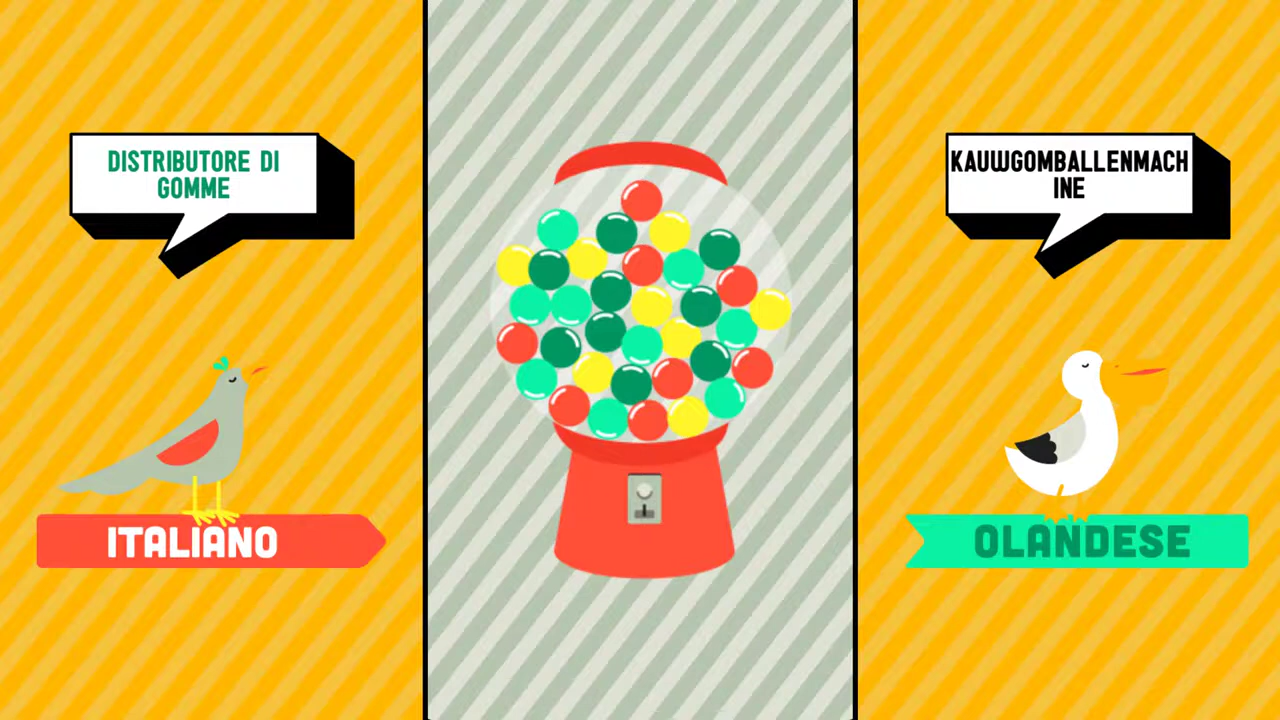 DISTRIBUTORE DI
GOMME
ITALIANO
KAUWGOMBALLENMACH
INE
OLANDESE